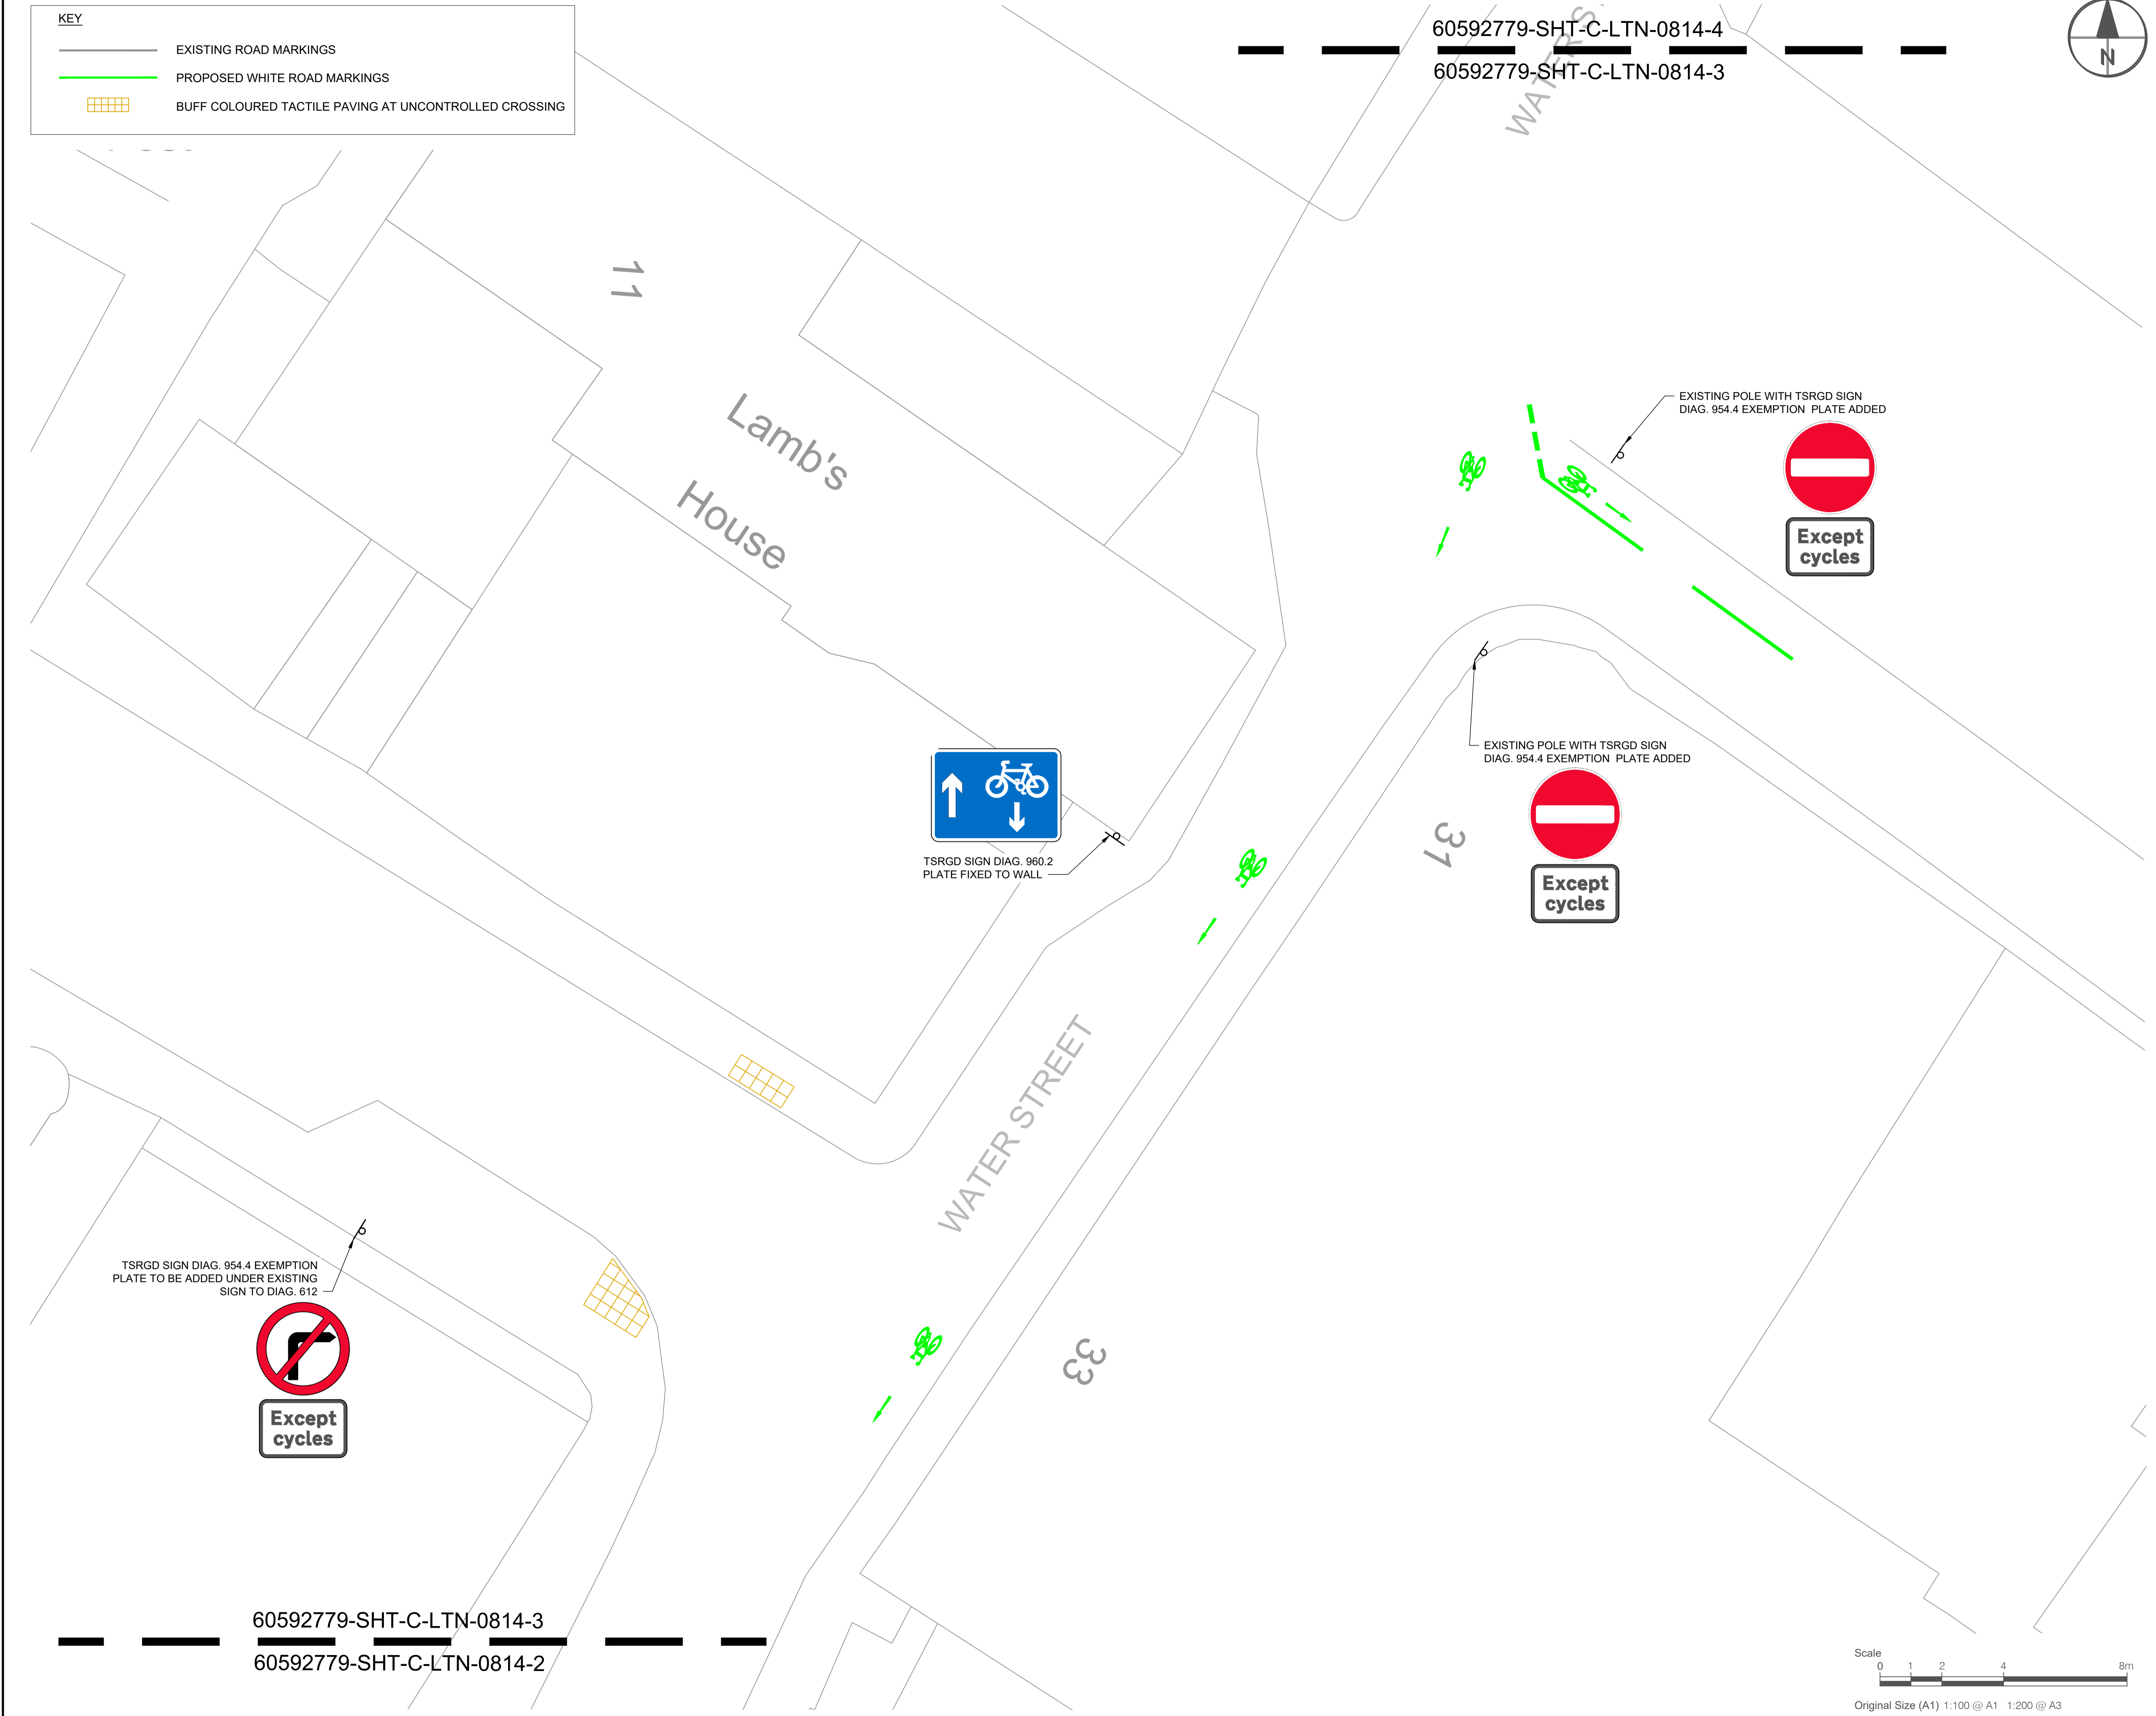 KEY
EXISTING ROAD MARKINGS
PROPOSED WHITE ROAD MARKINGS
BUFF COLOURED TACTILE PAVING AT UNCONTROLLED CROSSING
60592779-SHT-C-LTN-0814-4
60592779-SHT-C-LTN-0814-3
WATER S
N
11
Lamb's
House
EXISTING POLE WITH TSRGD SIGN
DIAG. 954.4 EXEMPTION PLATE ADDED
Except
cycles
EXISTING POLE WITH TSRGD SIGN
DIAG. 954.4 EXEMPTION PLATE ADDED
Except
cycles
TSRGD SIGN DIAG. 960.2
PLATE FIXED TO WALL
31
WATER STREET
33
TSRGD SIGN DIAG. 954.4 EXEMPTION
PLATE TO BE ADDED UNDER EXISTING
SIGN TO DIAG. 612
Except
cycles
60592779-SHT-C-LTN-0814-3
60592779-SHT-C-LTN-0814-2
Scale
0 1 2 4 8m
Original Size (A1) 1:100 @ A1 1:200 @ A3